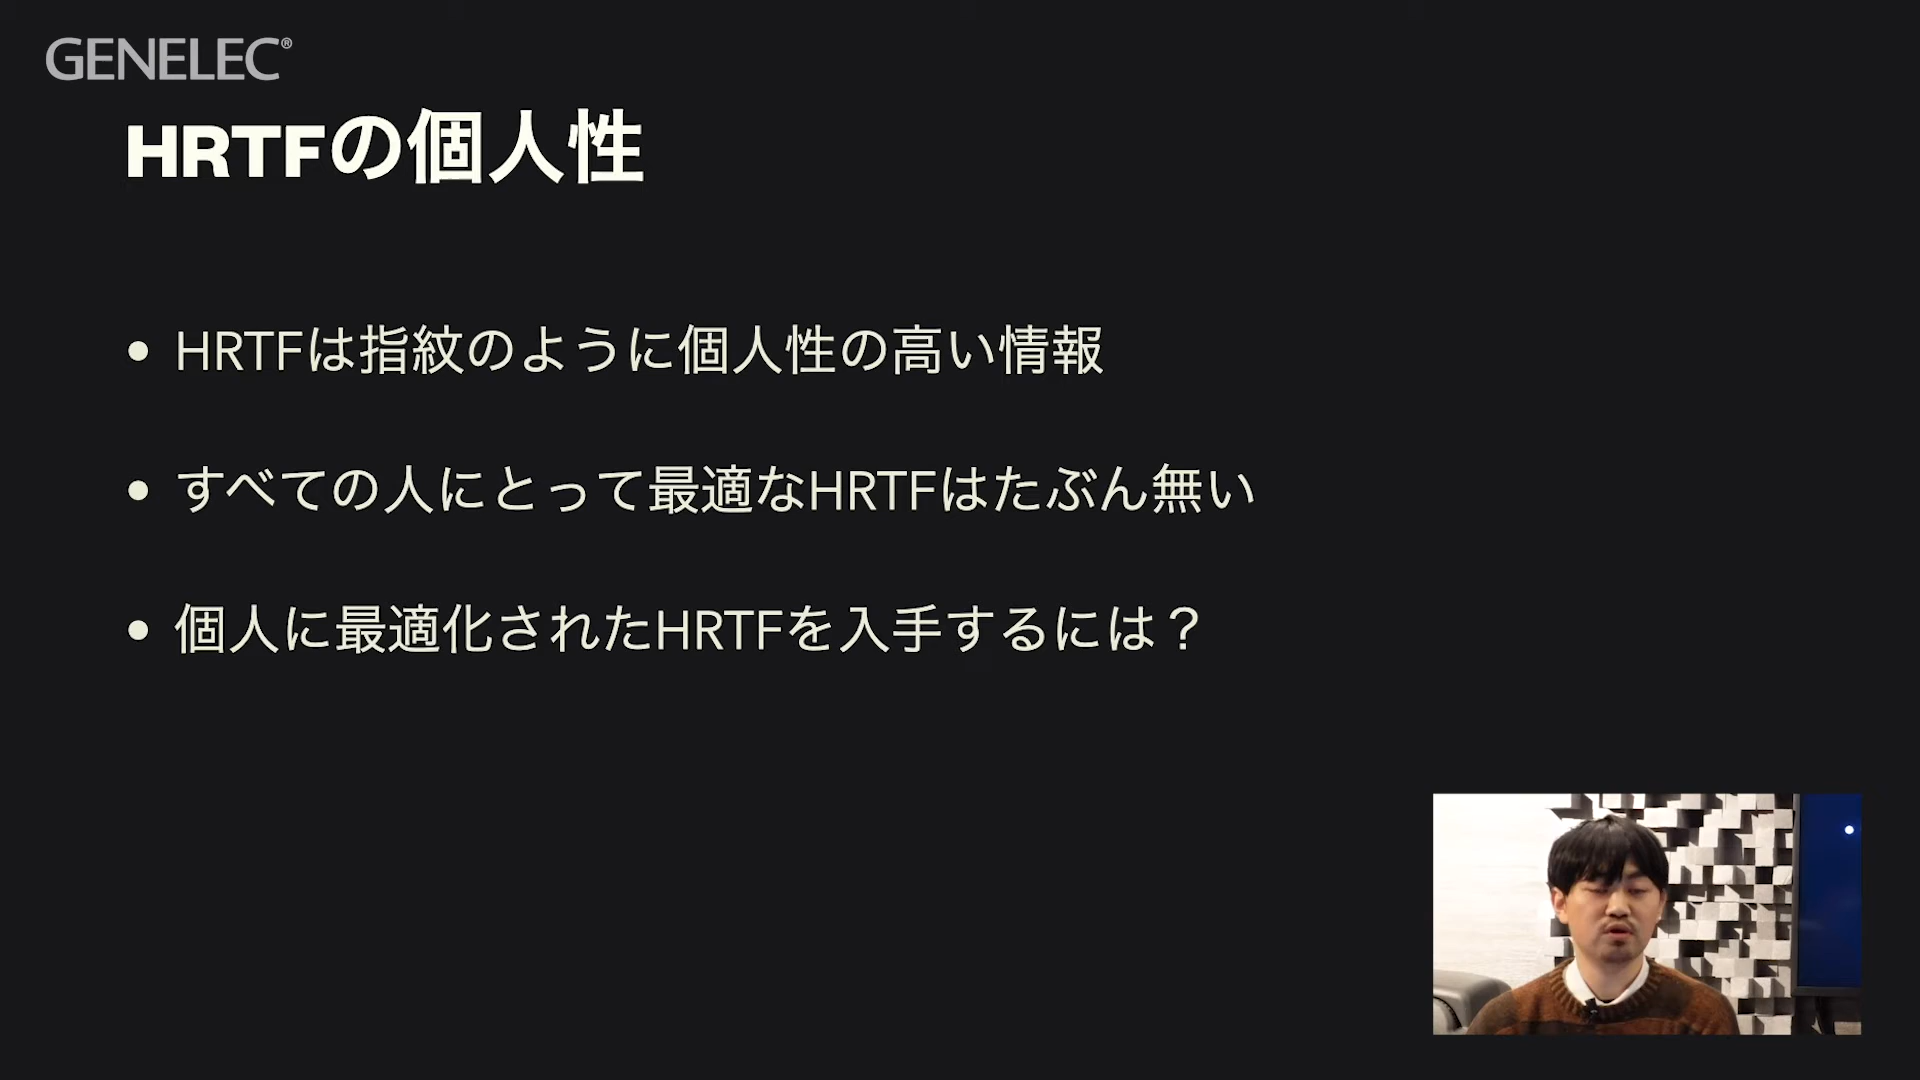 GENELEC®
HRTFの個人性
• HRTFは指紋のように個人性の高い情報
• すべての人にとって最適なHRTFはたぶん無い
• 個人に最適化されたHRTFを入手するには？